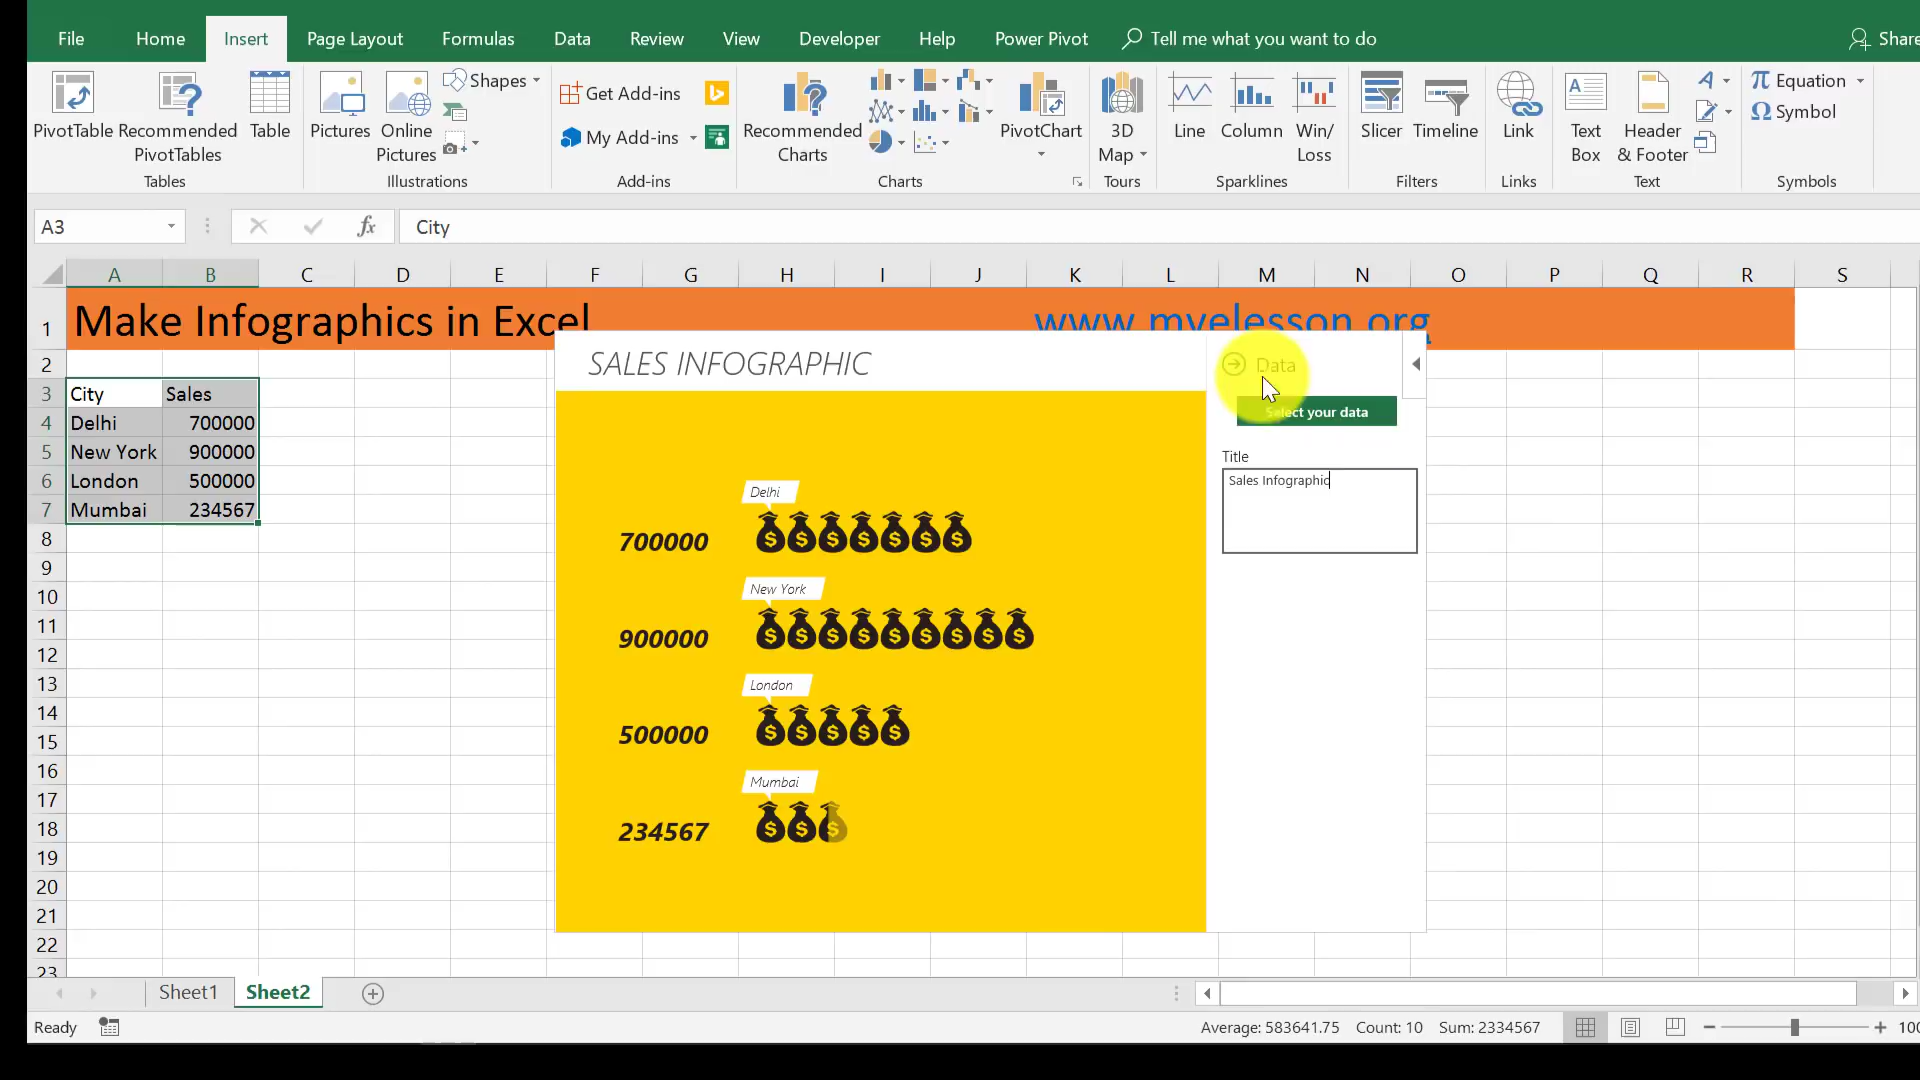 File Home Insert Page Layout Formulas Data Review View Developer Help Power Pivot Tell me what you want to do Share
PivotTable Recommended PivotTables Table
Tables
Pictures Online Pictures Shapes
Illustrations
Get Add-ins
My Add-ins
Add-ins
Recommended Charts PivotChart
Charts
3D Map
Tours
Line Column Win/ Loss
Sparklines
Slicer Timeline
Filters
Link
Links
Text Box Header & Footer
Text
Equation
Symbol
Symbols
A3 fx City
A B C D E F G H I J K L M N O P Q R S
1 Make Infographics in Excel www.myelesson.org
2
3 City Sales
4 Delhi 700000
5 New York 900000
6 London 500000
7 Mumbai 234567
8
9
10
11
12
13
14
15
16
17
18
19
20
21
22
23
SALES INFOGRAPHIC
Delhi
700000
New York
900000
London
500000
Mumbai
234567
Data
Select your data
Title
Sales Infographic
Sheet1 Sheet2
Ready Average: 583641.75 Count: 10 Sum: 2334567 100